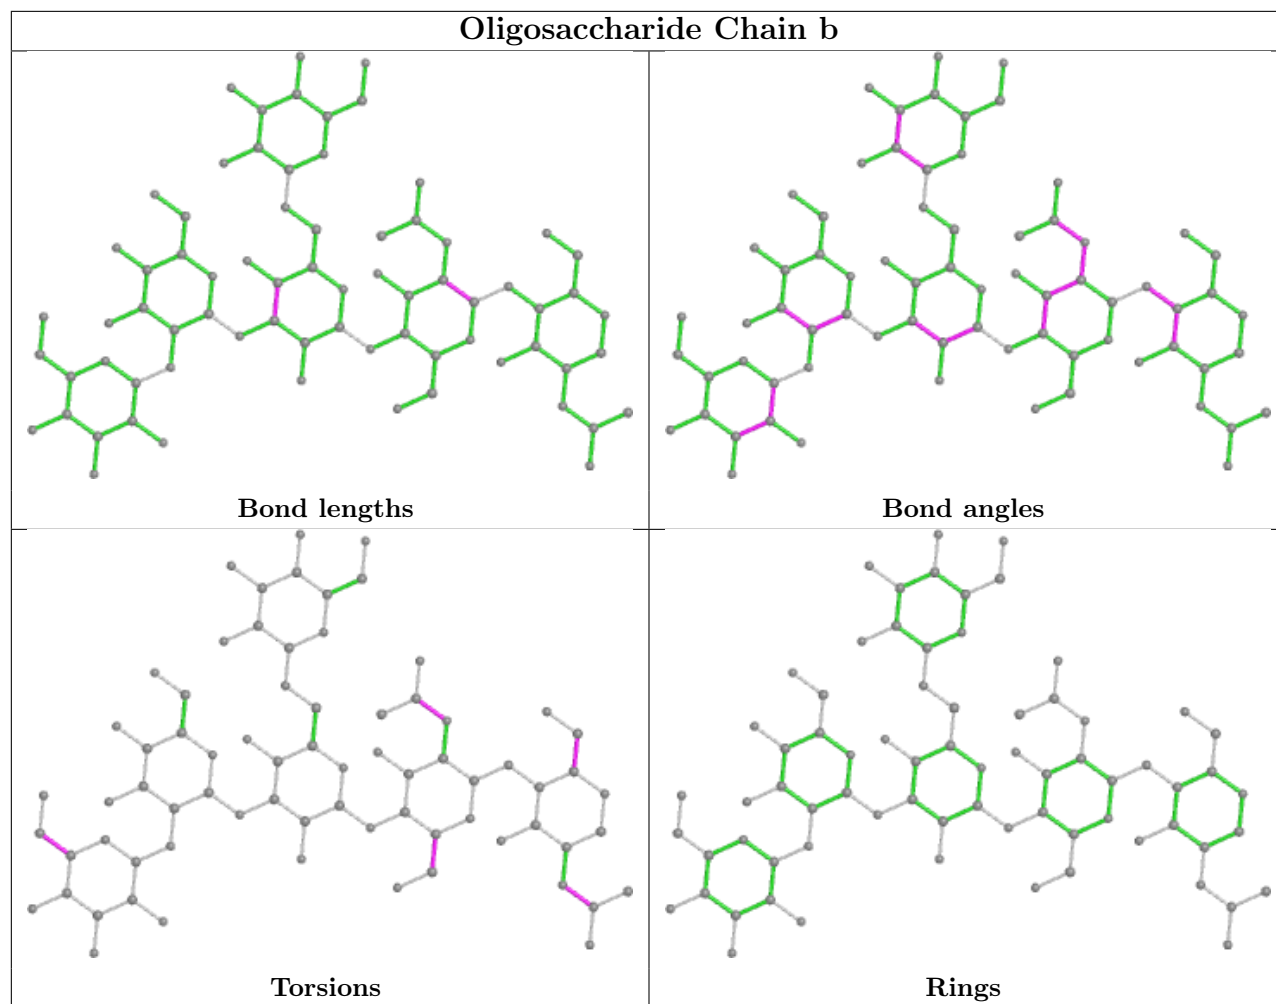 Oligosaccharide Chain b
Bond lengths
Bond angles
Torsions
Rings